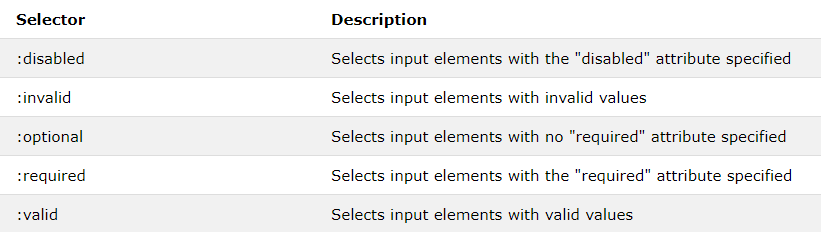 Selector Description
:disabled Selects input elements with the "disabled" attribute specified
:invalid Selects input elements with invalid values
:optional Selects input elements with no "required" attribute specified
:required Selects input elements with the "required" attribute specified
:valid Selects input elements with valid values